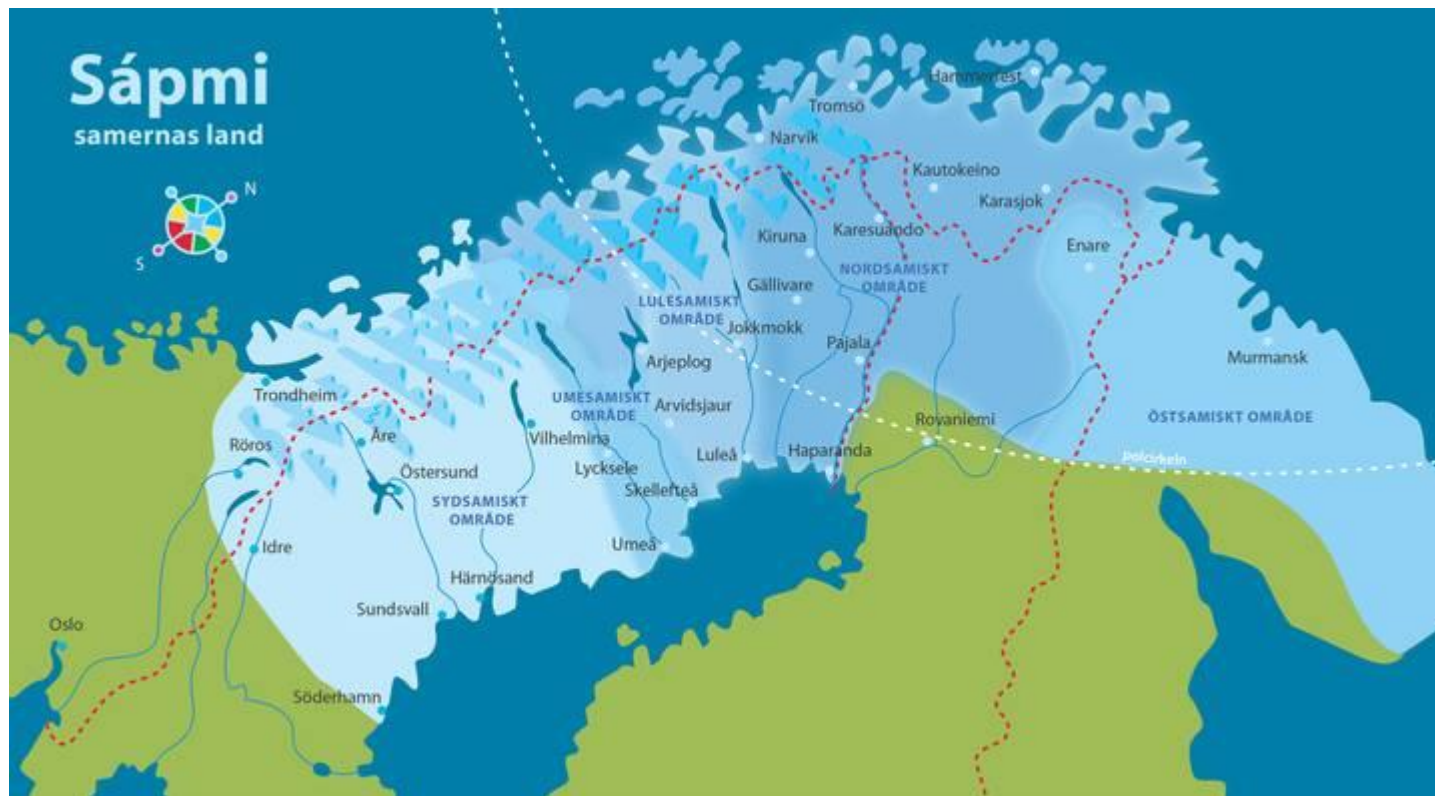 Sápmi
samernas land
N
S
Hammerfest
Tromsö
Narvik
Kautokeino
Karasjok
Kiruna
Karesuando
Enare
NORDSAMISKT
OMRÅDE
Gällivare
LULESAMISKT
OMRÅDE
Jokkmokk
Pajala
Murmansk
Arjeplog
Trondheim
UMESAMISKT
OMRÅDE
Arvidsjaur
Rovaniemi
ÖSTSAMISKT OMRÅDE
Röros
Åre
Vilhelmina
Luleå
Haparanda
polcirkeln
Östersund
Lycksele
Skellefteå
SYDSAMISKT
OMRÅDE
Idre
Umeå
Härnösand
Sundsvall
Oslo
Söderhamn